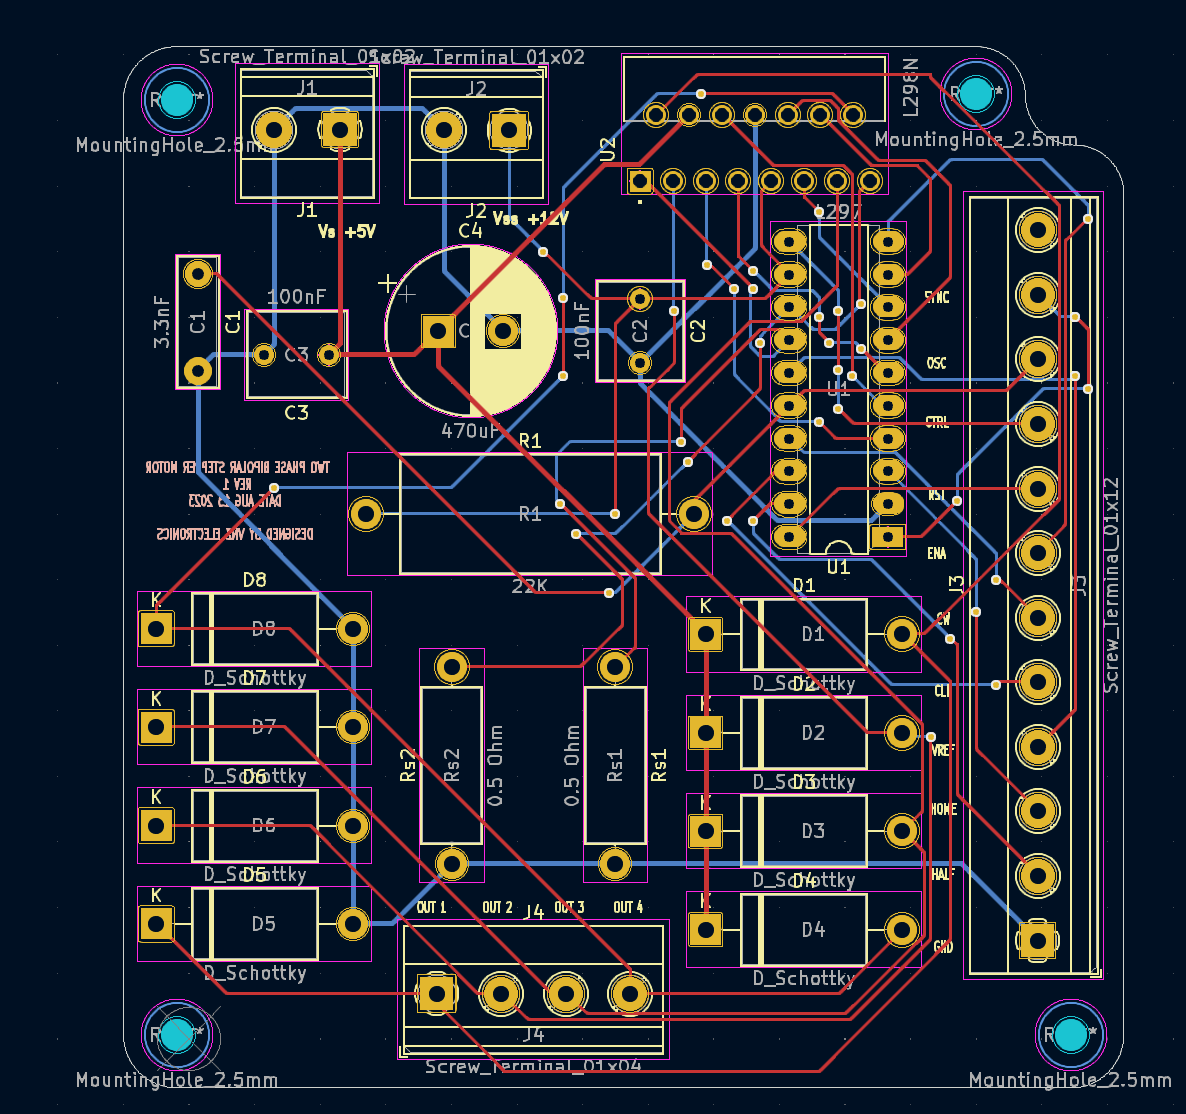 Screw_Terminal_01x02
Screw_Terminal_01x02
L298N
J1
J2
MountingHole_2.5mm
MountingHole_2.5mm
U2
J1
J2
Vs +5V
Vss +12V
L297
C4
3.3nF
C1
C1
100nF
C3
C3
100nF
C2
C2
470uF
SYNC
OSC
CTRL
RST
ENA
CW
CLT
VREF
HOME
HALF
GND
U1
U1
R1
R1
22K
TWO PHASE BIPOLAR STEPPER MOTOR
REV 1
DATE AUG 13 2023
DESIGNED BY VNZ ELECTRONICS
J3
J3
Screw_Terminal_01x12
D8
K
D8
D_Schottky
D7
K
D7
D_Schottky
D6
K
D6
D_Schottky
D5
K
D5
D_Schottky
Rs2
Rs2
0.5 Ohm
0.5 Ohm
Rs1
Rs1
D1
K
D1
D_Schottky
D2
K
D2
D_Schottky
D3
K
D3
D_Schottky
D4
K
D4
D_Schottky
OUT 1
OUT 2
OUT 3
OUT 4
J4
J4
Screw_Terminal_01x04
MountingHole_2.5mm
MountingHole_2.5mm